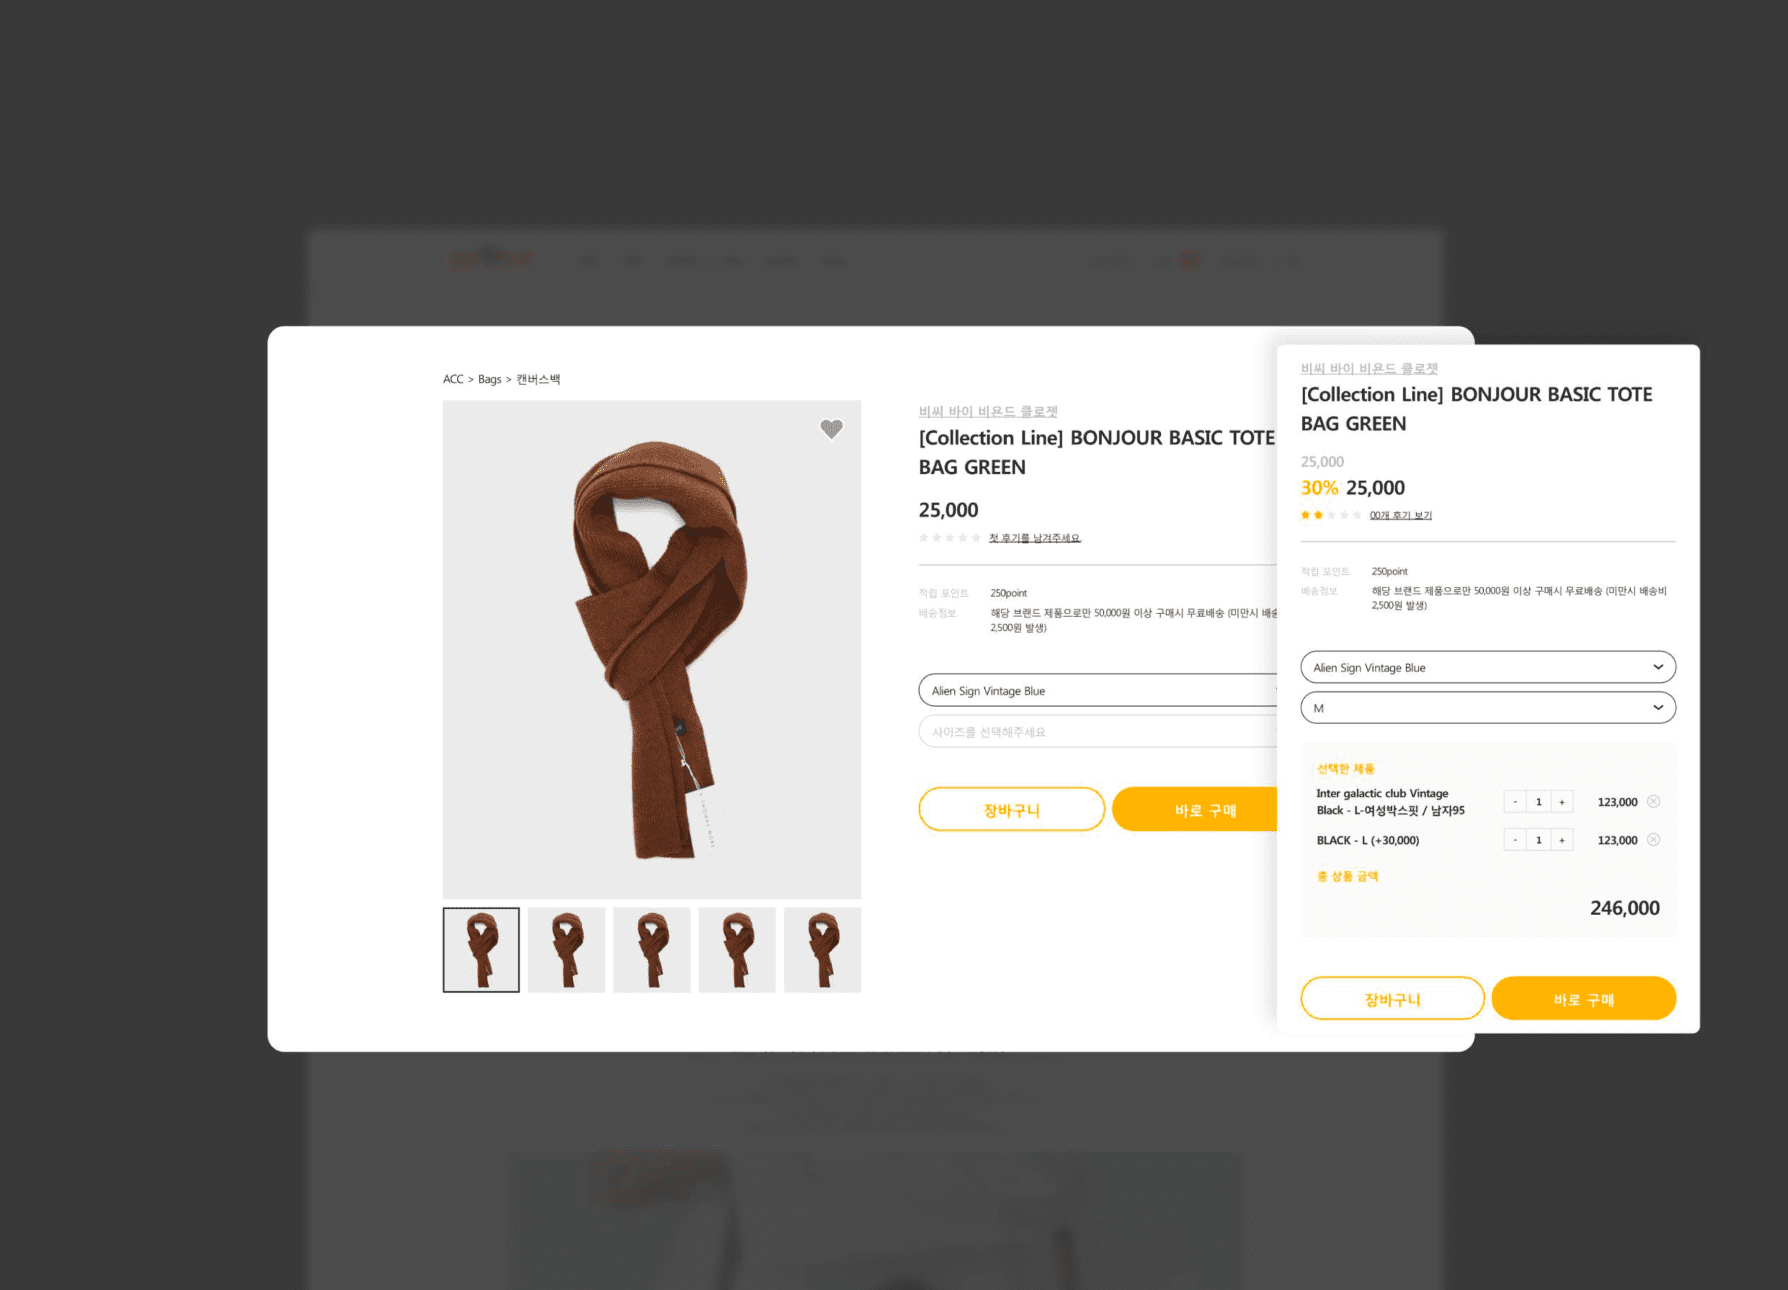 ACC > Bags > 캔버스백
비씨 바이 비욘드 클로젯
[Collection Line] BONJOUR BASIC TOTE
BAG GREEN
25,000
첫 후기를 남겨주세요
적립 포인트 250point
배송정보 해당 브랜드 제품으로만 50,000원 이상 구매시 무료배송 (미만시 배송
2,500원 발생)
Alien Sign Vintage Blue
사이즈를 선택해주세요
장바구니 바로 구매
비씨 바이 비욘드 클로젯
[Collection Line] BONJOUR BASIC TOTE
BAG GREEN
25,000
30% 25,000
00개 후기 보기
적립 포인트 250point
배송정보 해당 브랜드 제품으로만 50,000원 이상 구매시 무료배송 (미만시 배송비
2,500원 발생)
Alien Sign Vintage Blue
M
선택한 제품
Inter galactic club Vintage
Black - L-여성박스핏 / 남자95 - 1 + 123,000
BLACK - L (+30,000) - 1 + 123,000
총 상품 금액
246,000
장바구니 바로 구매